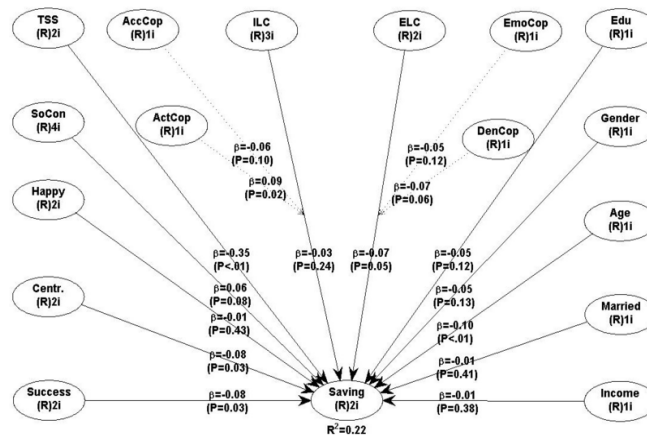 TSS
(R)2i
AccCop
(R)1i
ILC
(R)3i
ELC
(R)2i
EmoCop
(R)1i
Edu
(R)1i
SoCon
(R)4i
ActCop
(R)1i
DenCop
(R)1i
Gender
(R)1i
β=-0.06
(P=0.10)
β=-0.05
(P=0.12)
β=0.09
(P=0.02)
β=-0.07
(P=0.06)
Happy
(R)2i
Age
(R)1i
β=-0.35
(P<.01)
β=-0.03
(P=0.24)
β=-0.07
(P=0.05)
β=-0.05
(P=0.12)
Centr.
(R)2i
β=0.06
(P=0.08)
β=-0.05
(P=0.13)
Married
(R)1i
β=-0.01
(P=0.43)
β=-0.10
(P<.01)
β=-0.08
(P=0.03)
β=-0.01
(P=0.41)
Success
(R)2i
β=-0.08
(P=0.03)
Saving
(R)2i
β=-0.01
(P=0.38)
Income
(R)1i
R²=0.22